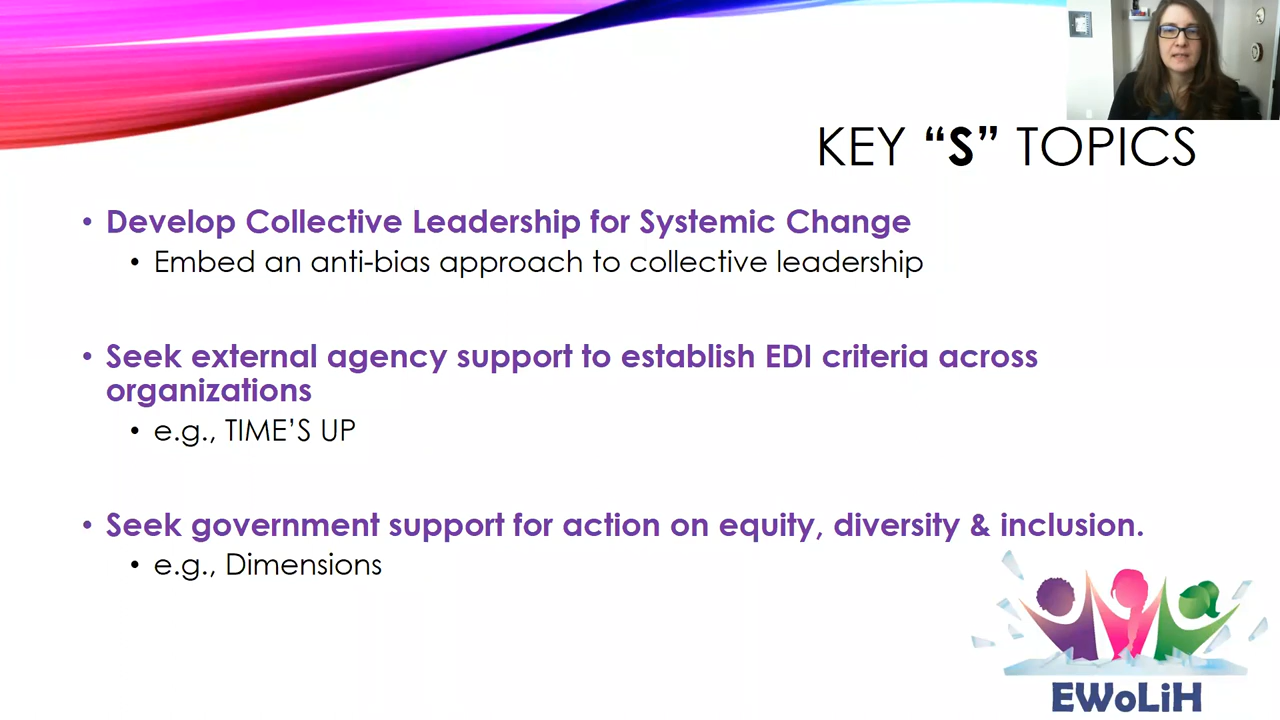 KEY “S” TOPICS
• Develop Collective Leadership for Systemic Change
• Embed an anti-bias approach to collective leadership
• Seek external agency support to establish EDI criteria across
organizations
• e.g., TIME’S UP
• Seek government support for action on equity, diversity & inclusion.
• e.g., Dimensions
EWoLiH